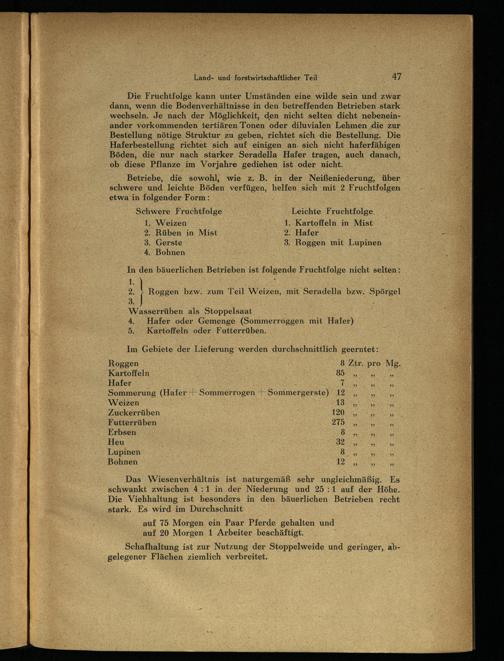 Land- und forstwirtschaftlicher Teil 47
Die Fruchtfolge kann unter Umständen eine wilde sein und zwar
dann, wenn die Bodenverhältnisse in den betreffenden Betrieben stark
wechseln. Je nach der Möglichkeit, den nicht selten dicht nebenein-
ander vorkommenden tertiären Tonen oder diluvialen Lehmen die zur
Bestellung nötige Struktur zu geben, richtet sich die Bestellung. Die
Haferbestellung richtet sich auf einigen an sich nicht haferfähigen
Böden, die nur nach starker Seradella Hafer tragen, auch danach,
ob diese Pflanze im Vorjahre gediehen ist oder nicht.
Betriebe, die sowohl, wie z. B. in der Neißeniederung, über
schwere und leichte Böden verfügen, helfen sich mit 2 Fruchtfolgen
etwa in folgender Form:
Schwere Fruchtfolge
1. Weizen
2. Rüben in Mist
3. Gerste
4. Bohnen
Leichte Fruchtfolge
1. Kartoffeln in Mist
2. Hafer
3. Roggen mit Lupinen
In den bäuerlichen Betrieben ist folgende Fruchtfolge nicht selten:
1.
2. Roggen bzw. zum Teil Weizen, mit Seradella bzw. Spörgel
3.
Wasserrüben als Stoppelsaat
4. Hafer oder Gemenge (Sommerroggen mit Hafer)
5. Kartoffeln oder Futterrüben.
Im Gebiete der Lieferung werden durchschnittlich geerntet:
Roggen 8 Ztr. pro Mg.
Kartoffeln 85 „ „ „
Hafer 7 „ „ „
Sommerung (Hafer + Sommerrogen + Sommergerste) 12 „ „ „
Weizen 13 „ „ „
Zuckerrüben 120 „ „ „
Futterrüben 275 „ „ „
Erbsen 8 „ „ „
Heu 32 „ „ „
Lupinen 8 „ „ „
Bohnen 12 „ „ „
Das Wiesenverhältnis ist naturgemäß sehr ungleichmäßig. Es
schwankt zwischen 4 : 1 in der Niederung und 25 : 1 auf der Höhe.
Die Viehhaltung ist besonders in den bäuerlichen Betrieben recht
stark. Es wird im Durchschnitt
auf 75 Morgen ein Paar Pferde gehalten und
auf 20 Morgen 1 Arbeiter beschäftigt.
Schafhaltung ist zur Nutzung der Stoppelweide und geringer, ab-
gelegener Flächen ziemlich verbreitet.